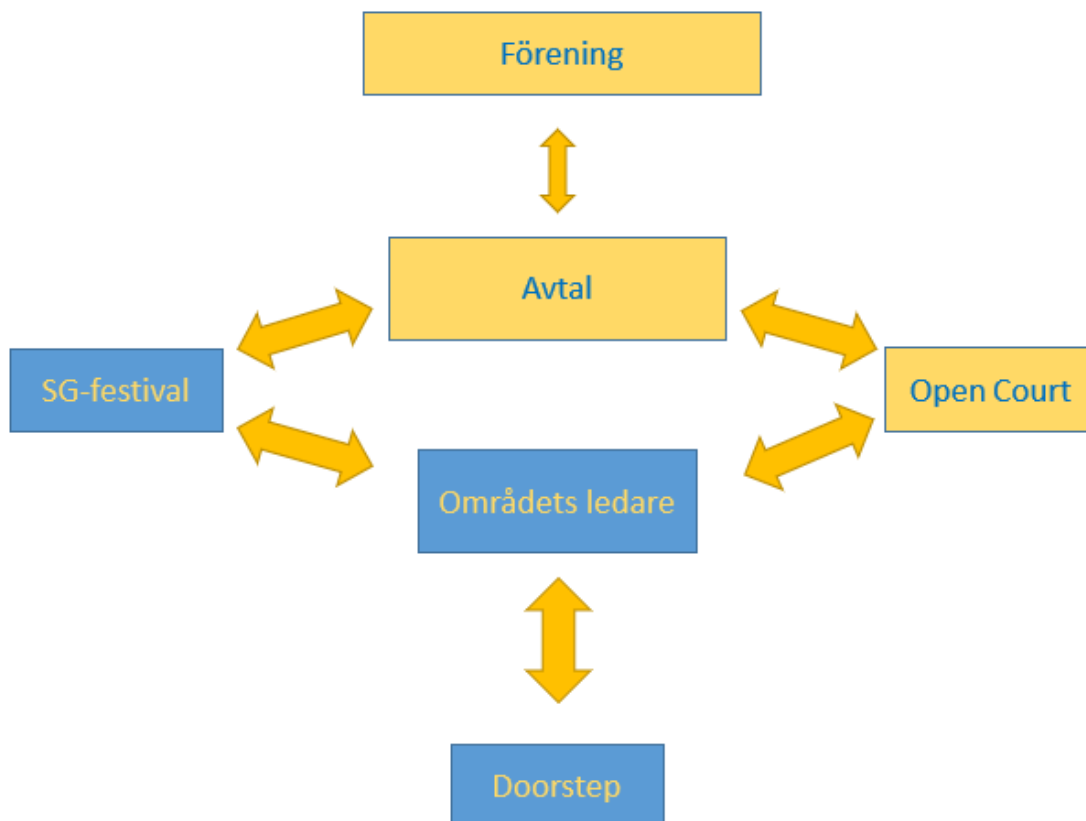 Förening
Avtal
SG-festival
Open Court
Områdets ledare
Doorstep